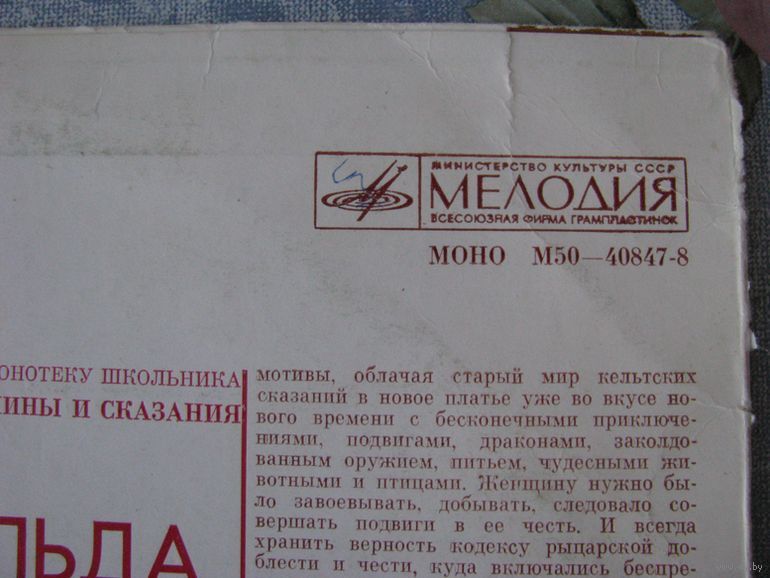 МИНИСТЕРСТВО КУЛЬТУРЫ СССР
МЕЛОДИЯ
ВСЕСОЮЗНАЯ ФИРМА ГРАМПЛАСТИНОК
МОНО М50—40847-8
ОНОТЕКУ ШКОЛЬНИКА
ИНЫ И СКАЗАНИЯ
ЛЬДА
мотивы, облачая старый мир кельтских
сказаний в новое платье уже во вкусе но-
вого времени с бесконечными приключе-
ниями, подвигами, драконами, заколдо-
ванным оружием, питьем, чудесными жи-
вотными и птицами. Женщину нужно бы-
ло завоевывать, добывать, следовало со-
вершать подвиги в ее честь. И всегда
хранить верность кодексу рыцарской до-
блести и чести, куда включались беспре-